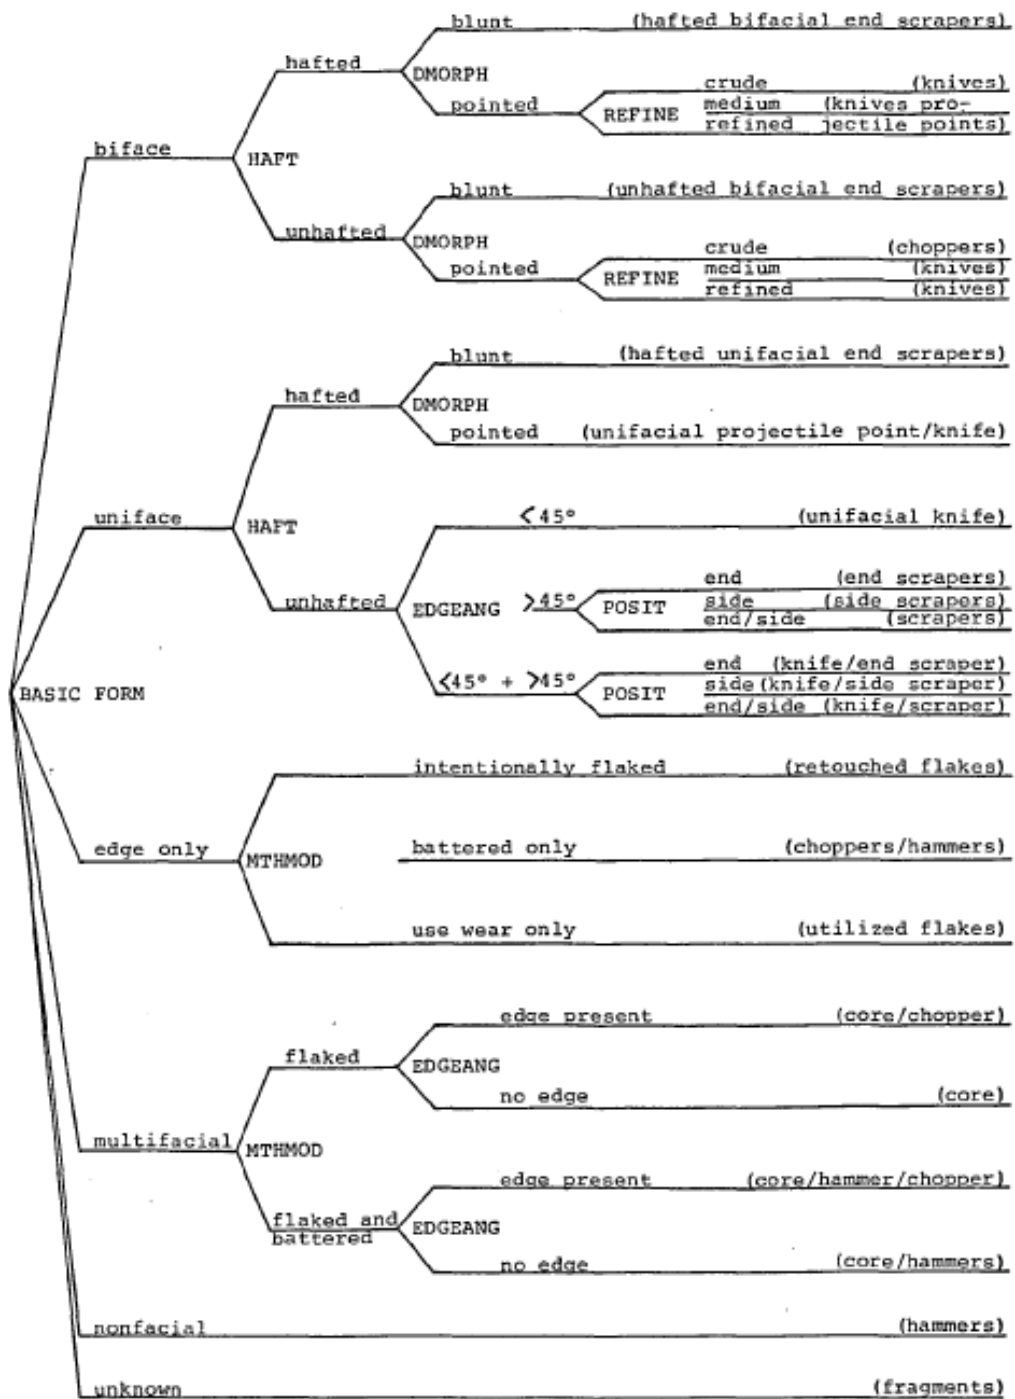 blunt (hafted bifacial end scrapers)
hafted
DMORPH
crude (knives)
pointed REFINE medium (knives pro-
refined jectile points)
biface
HAFT
blunt (unhafted bifacial end scrapers)
unhafted
DMORPH
crude (choppers)
pointed REFINE medium (knives)
refined (knives)
blunt (hafted unifacial end scrapers)
hafted
DMORPH
pointed (unifacial projectile point/knife)
uniface
HAFT
<45° (unifacial knife)
end (end scrapers)
unhafted EDGEANG >45° POSIT side (side scrapers)
end/side (scrapers)
end (knife/end scraper)
<45° + >45° POSIT side (knife/side scraper)
end/side (knife/scraper)
BASIC FORM
intentionally flaked (retouched flakes)
edge only MTHMOD battered only (choppers/hammers)
use wear only (utilized flakes)
edge present (core/chopper)
flaked EDGEANG
no edge (core)
multifacial MTHMOD
edge present (core/hammer/chopper)
flaked and EDGEANG
battered
no edge (core/hammers)
nonfacial (hammers)
unknown (fragments)